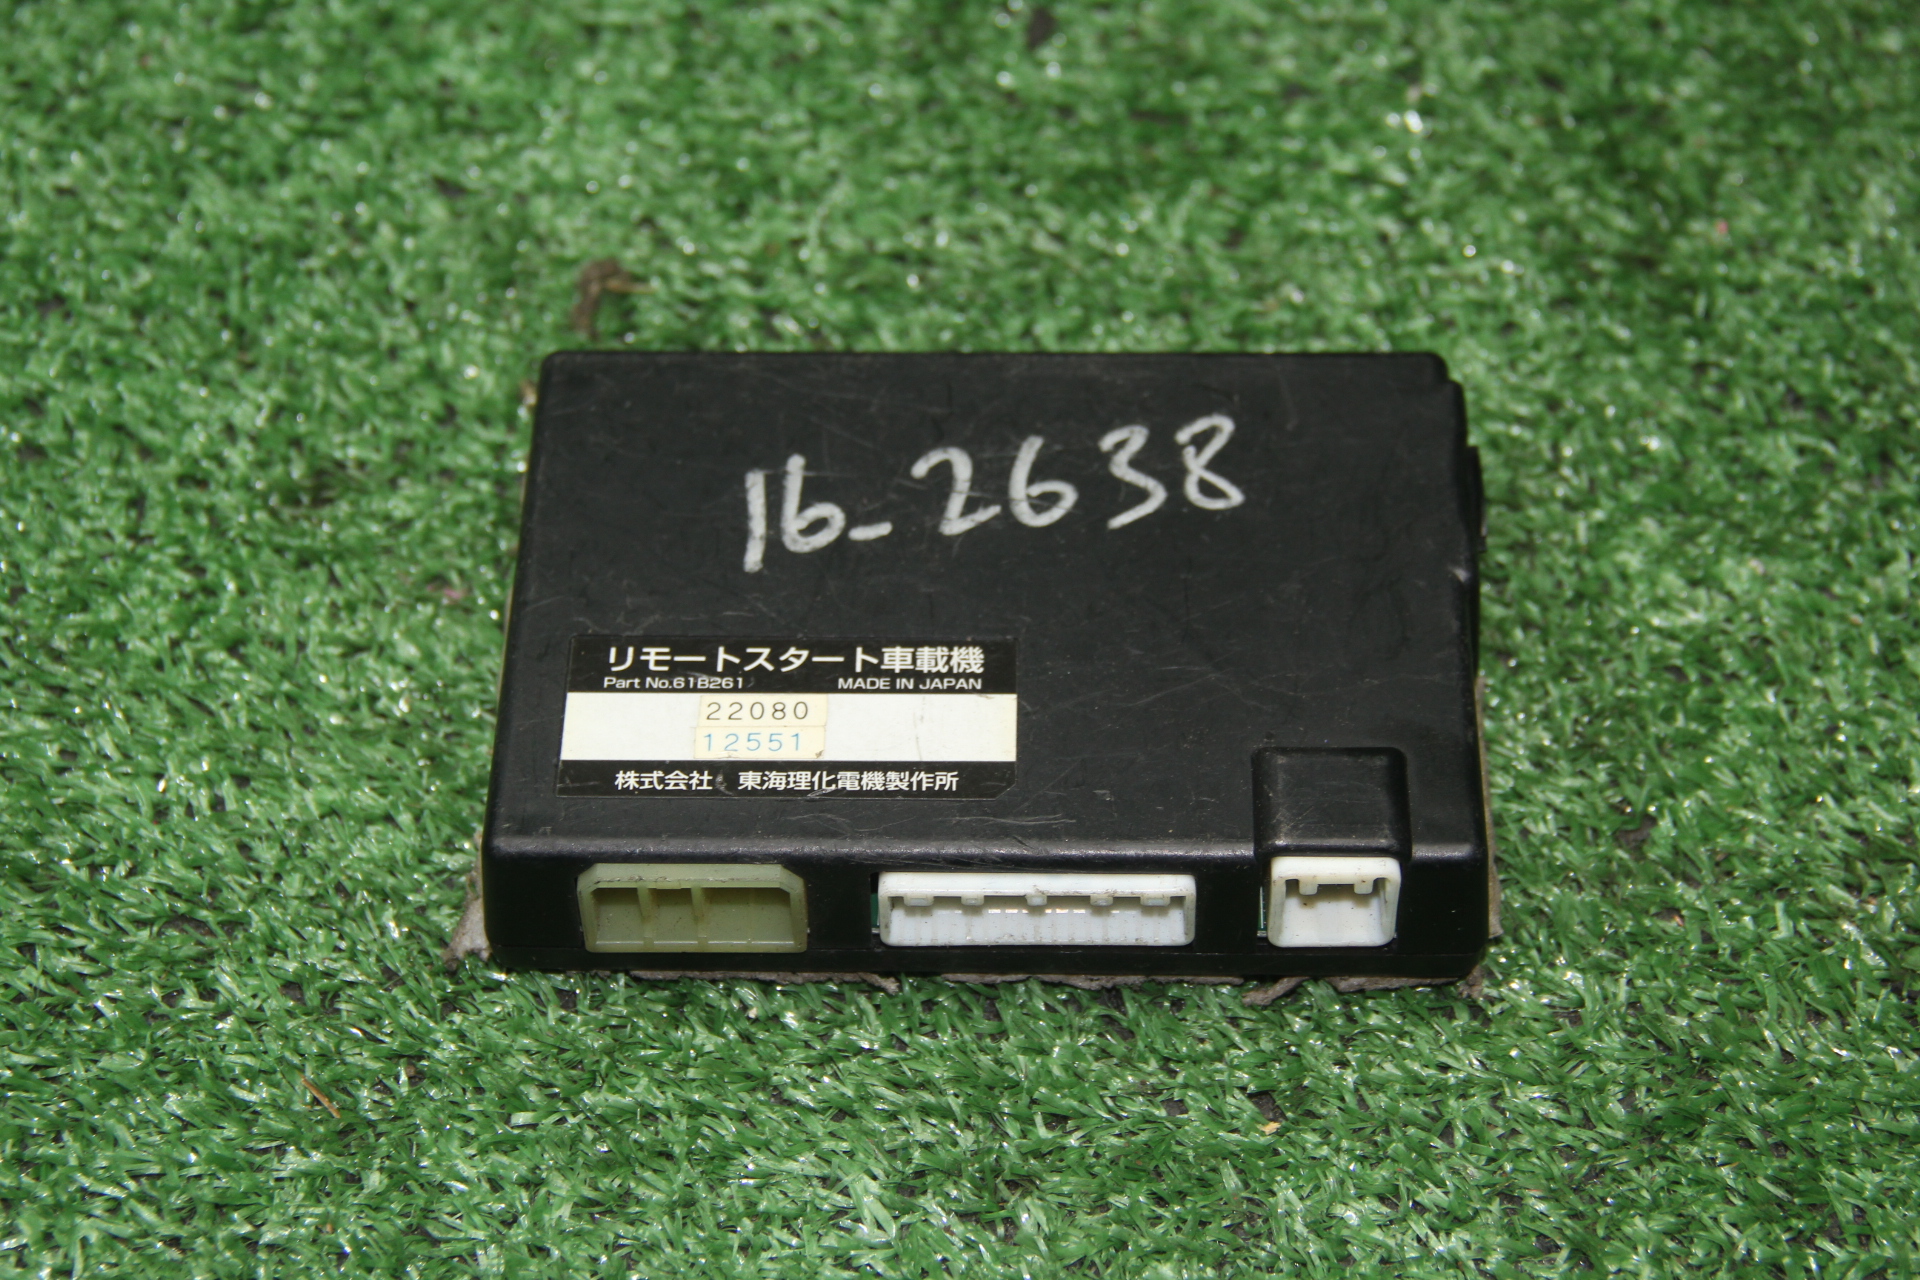 16-2638
リモートスタート車載機
Part No.61B261 MADE IN JAPAN
22080
12551
株式会社 東海理化電機製作所